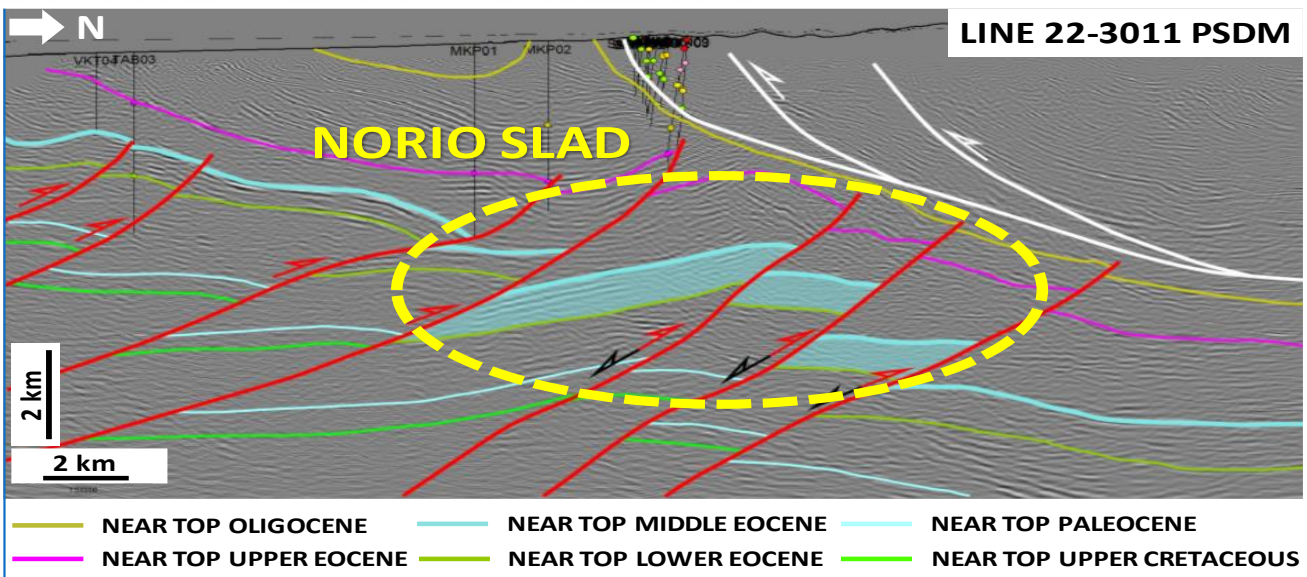 N
LINE 22-3011 PSDM
MKP01 MKP02
VKT04 TAB03
NORIO SLAD
2 km
2 km
NEAR TOP OLIGOCENE NEAR TOP MIDDLE EOCENE NEAR TOP PALEOCENE
NEAR TOP UPPER EOCENE NEAR TOP LOWER EOCENE NEAR TOP UPPER CRETACEOUS